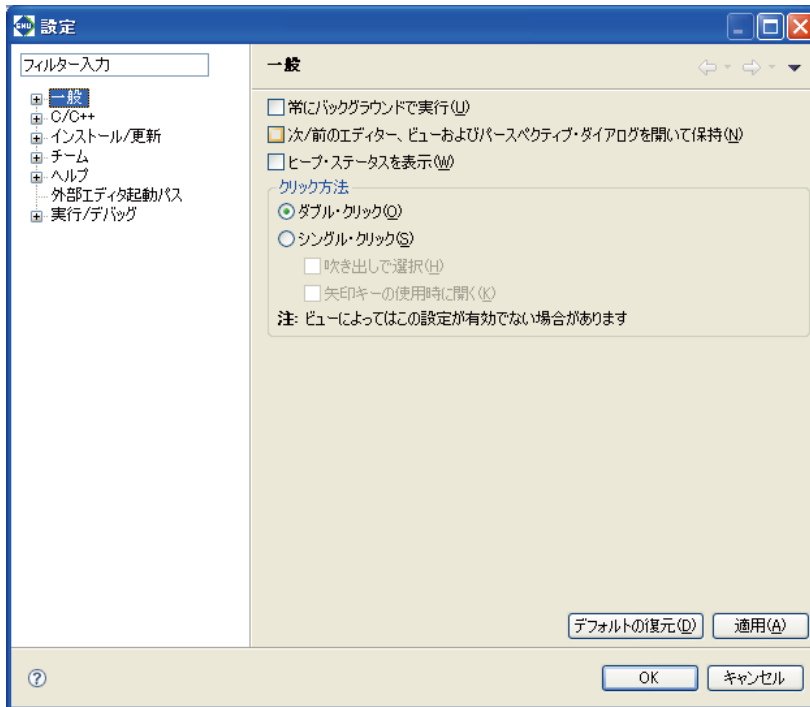 GNU 設定
フィルター入力
一般
C/C++
インストール/更新
チーム
ヘルプ
外部エディタ起動パス
実行/デバッグ
一般
常にバックグラウンドで実行(U)
次/前のエディター、ビューおよびパースペクティブ・ダイアログを開いて保持(N)
ヒープ・ステータスを表示(W)
クリック方法
ダブル・クリック(O)
シングル・クリック(S)
吹き出しで選択(H)
矢印キーの使用時に開く(K)
注: ビューによってはこの設定が有効でない場合があります
デフォルトの復元(D)
適用(A)
?
OK
キャンセル